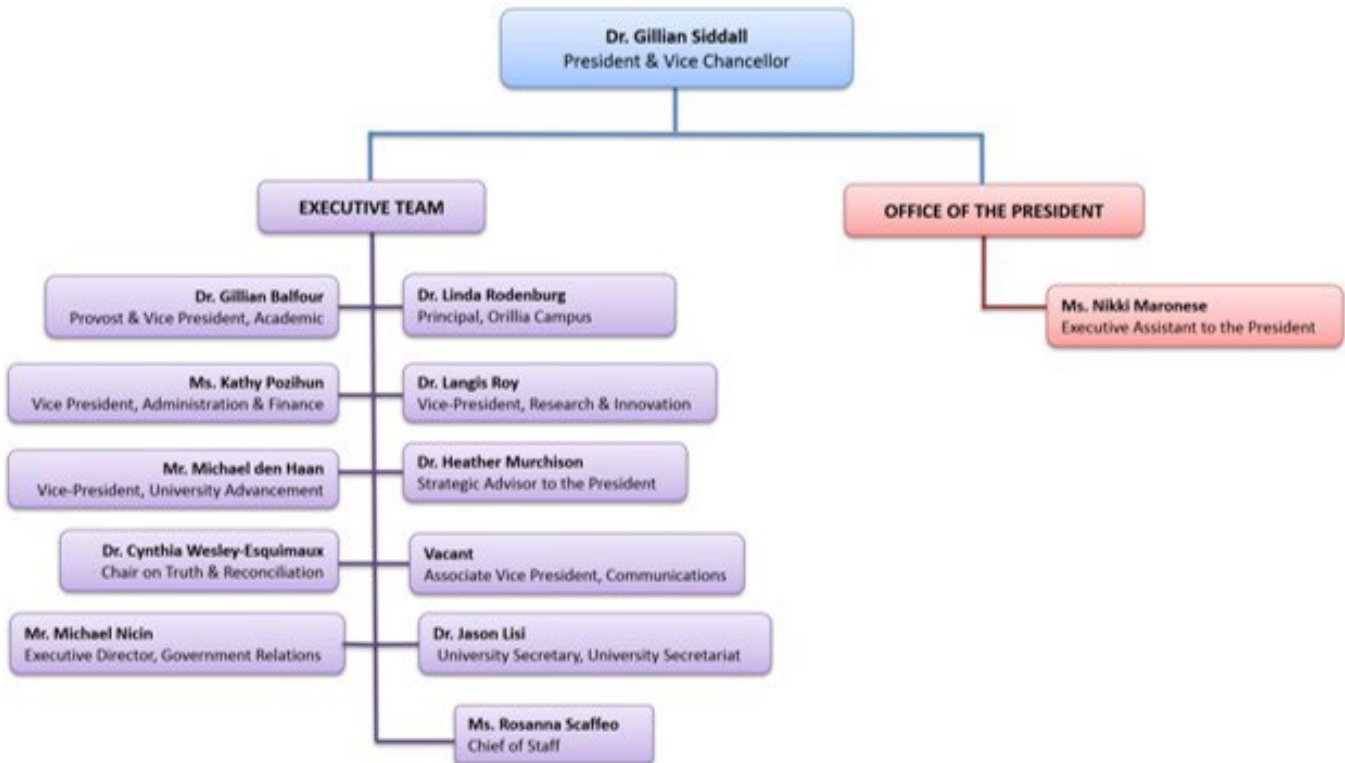 Dr. Gillian Siddall
President & Vice Chancellor
EXECUTIVE TEAM
OFFICE OF THE PRESIDENT
Dr. Gillian Balfour
Provost & Vice President, Academic
Dr. Linda Rodenburg
Principal, Orillia Campus
Ms. Nikki Maronese
Executive Assistant to the President
Ms. Kathy Pozihun
Vice President, Administration & Finance
Dr. Langis Roy
Vice-President, Research & Innovation
Mr. Michael den Haan
Vice-President, University Advancement
Dr. Heather Murchison
Strategic Advisor to the President
Dr. Cynthia Wesley-Esquimaux
Chair on Truth & Reconciliation
Vacant
Associate Vice President, Communications
Mr. Michael Nicin
Executive Director, Government Relations
Dr. Jason Lisi
University Secretary, University Secretariat
Ms. Rosanna Scaffeo
Chief of Staff